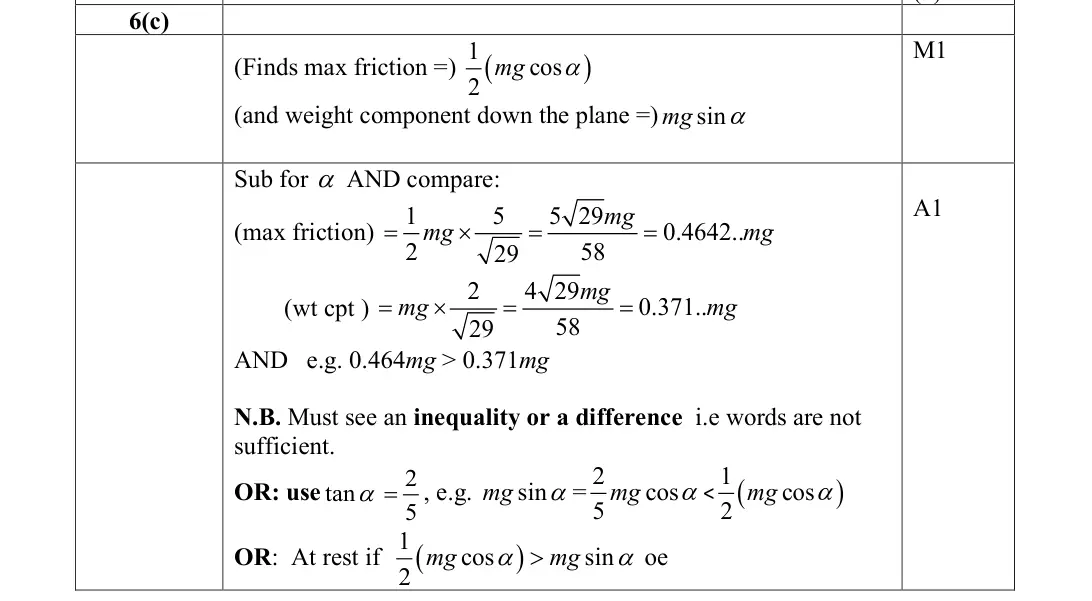 6(c)
(Finds max friction =) 1/2 (mg cos α) M1
(and weight component down the plane =) mg sin α
Sub for α AND compare:
(max friction) = 1/2 mg × 5/√29 = 5√29mg/58 = 0.4642..mg A1
(wt cpt ) = mg × 2/√29 = 4√29mg/58 = 0.371..mg
AND e.g. 0.464mg > 0.371mg
N.B. Must see an inequality or a difference i.e words are not
sufficient.
OR: use tan α = 2/5, e.g. mg sin α = 2/5 mg cos α < 1/2 (mg cos α)
OR: At rest if 1/2 (mg cos α) > mg sin α oe